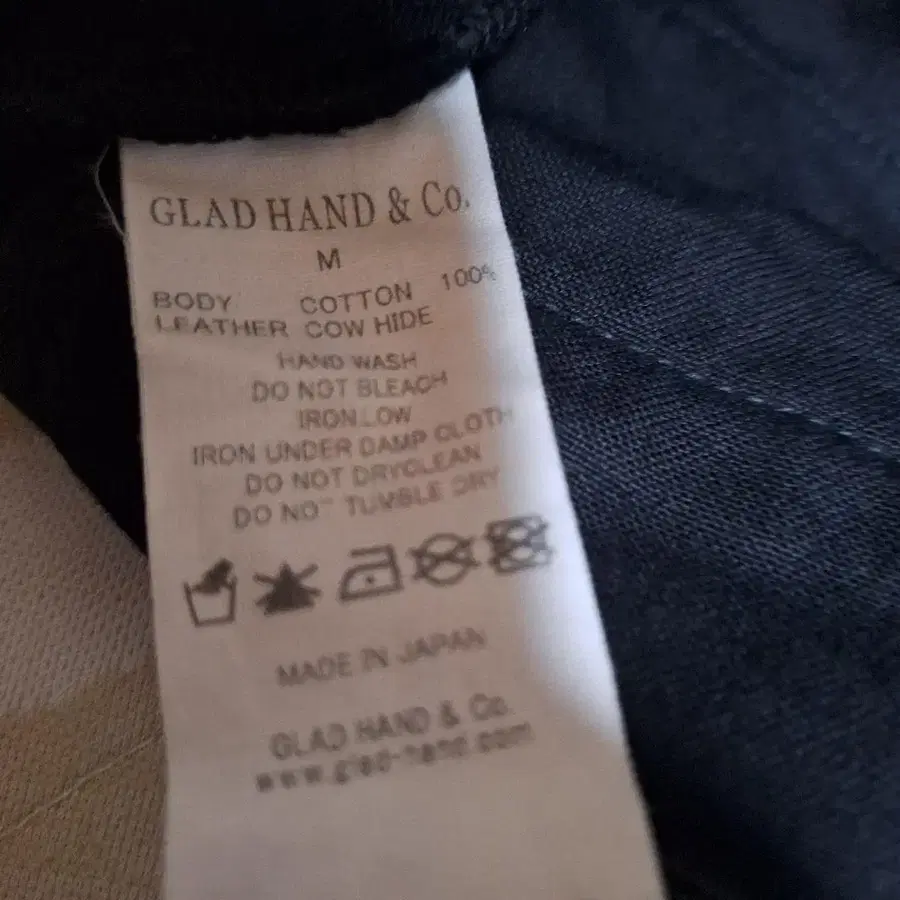 GLAD HAND & Co.
M
BODY COTTON 100%
LEATHER COW HIDE
HAND WASH
DO NOT BLEACH
IRON LOW
IRON UNDER DAMP CLOTH
DO NOT DRYCLEAN
DO NOT TUMBLE DRY
MADE IN JAPAN
GLAD HAND & Co.
www.glad-hand.com